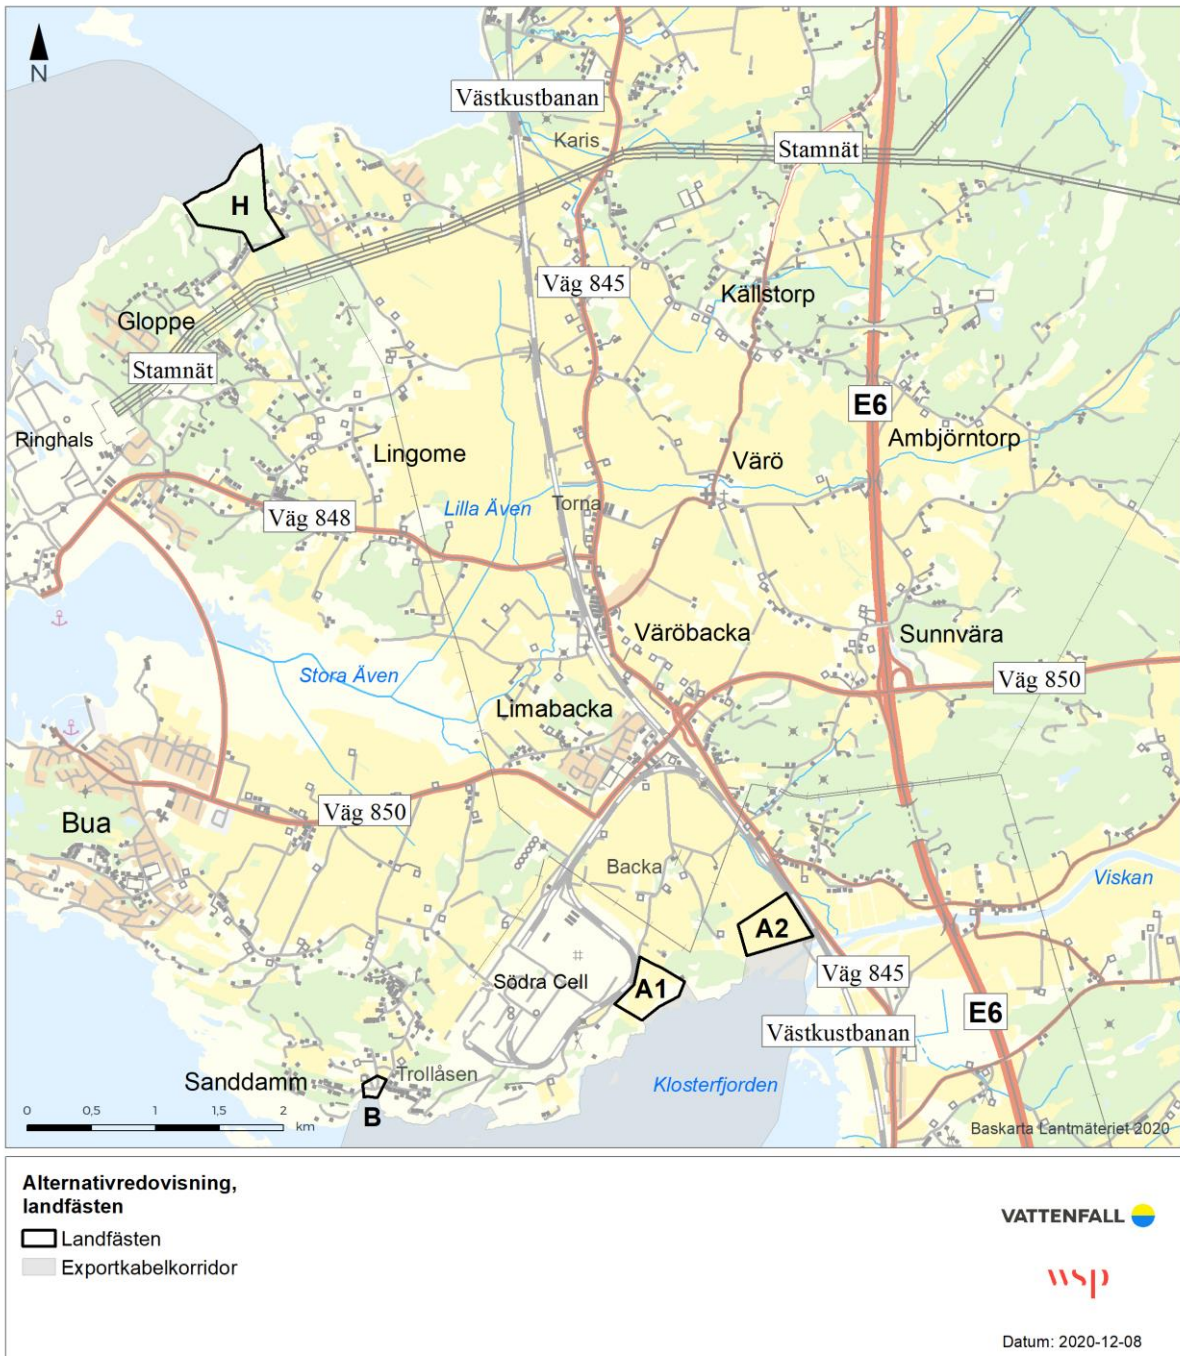 N
Västkustbanan
Karis
Stamnät
H
Väg 845
Källstorp
Gloppe
Stamnät
E6
Ringhals
Lingome
Värö
Ambjörntorp
Lilla Även
Torna
Väg 848
Väröbacka
Sunnvära
Stora Även
Väg 850
Limabacka
Väg 850
Bua
Backa
Viskan
A2
Södra Cell
A1
Väg 845
E6
Västkustbanan
Sanddamm
Trollåsen
Klosterfjorden
B
0 0,5 1 1,5 2
km
Baskarta Lantmäteriet 2020
Alternativredovisning,
landfästen
Landfästen
Exportkabelkorridor
VATTENFALL
wsp
Datum: 2020-12-08